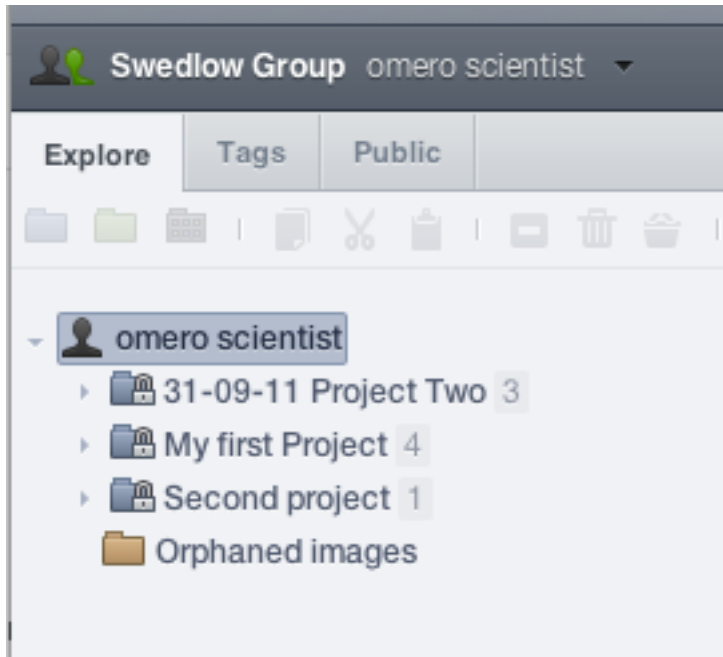 Swedlow Group omero scientist
Explore Tags Public
omero scientist
31-09-11 Project Two 3
My first Project 4
Second project 1
Orphaned images